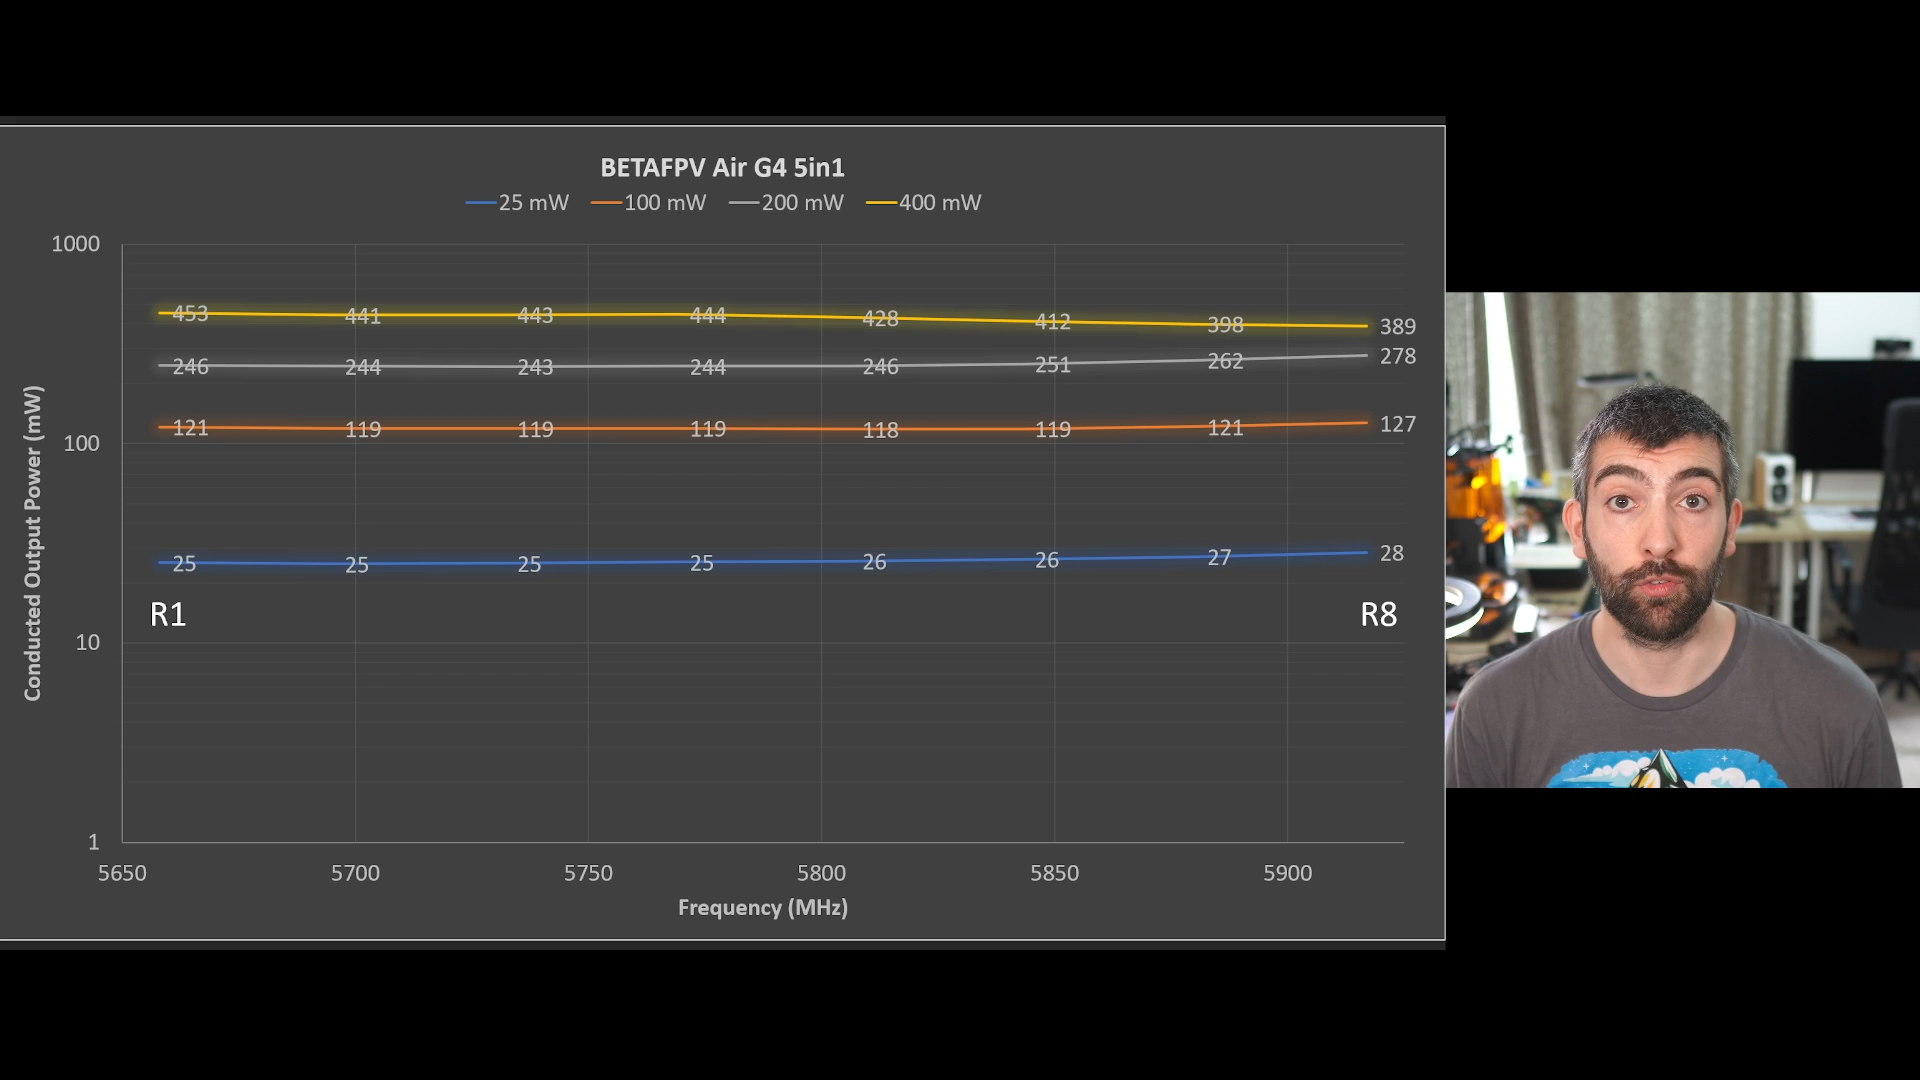 BETAFPV Air G4 5in1
25 mW 100 mW 200 mW 400 mW
1000
453 441 443 444 428 412 398 389
246 244 243 244 246 251 262 278
121 119 119 119 118 119 121 127
100
25 25 25 25 26 26 27 28
R1 R8
10
1
5650 5700 5750 5800 5850 5900
Frequency (MHz)
Conducted Output Power (mW)